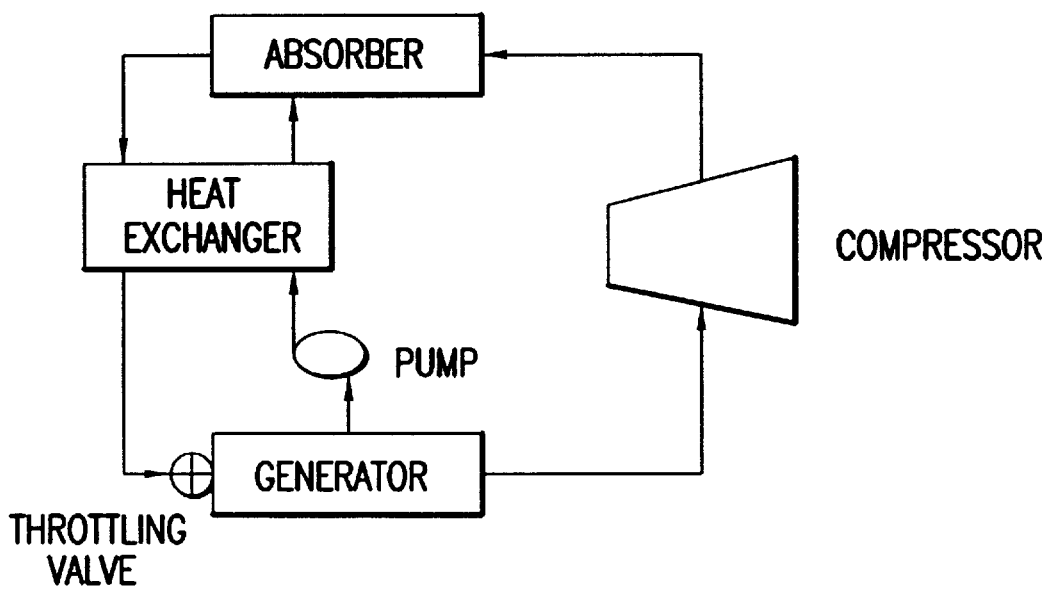 ABSORBER
HEAT
EXCHANGER
COMPRESSOR
PUMP
GENERATOR
THROTTLING
VALVE